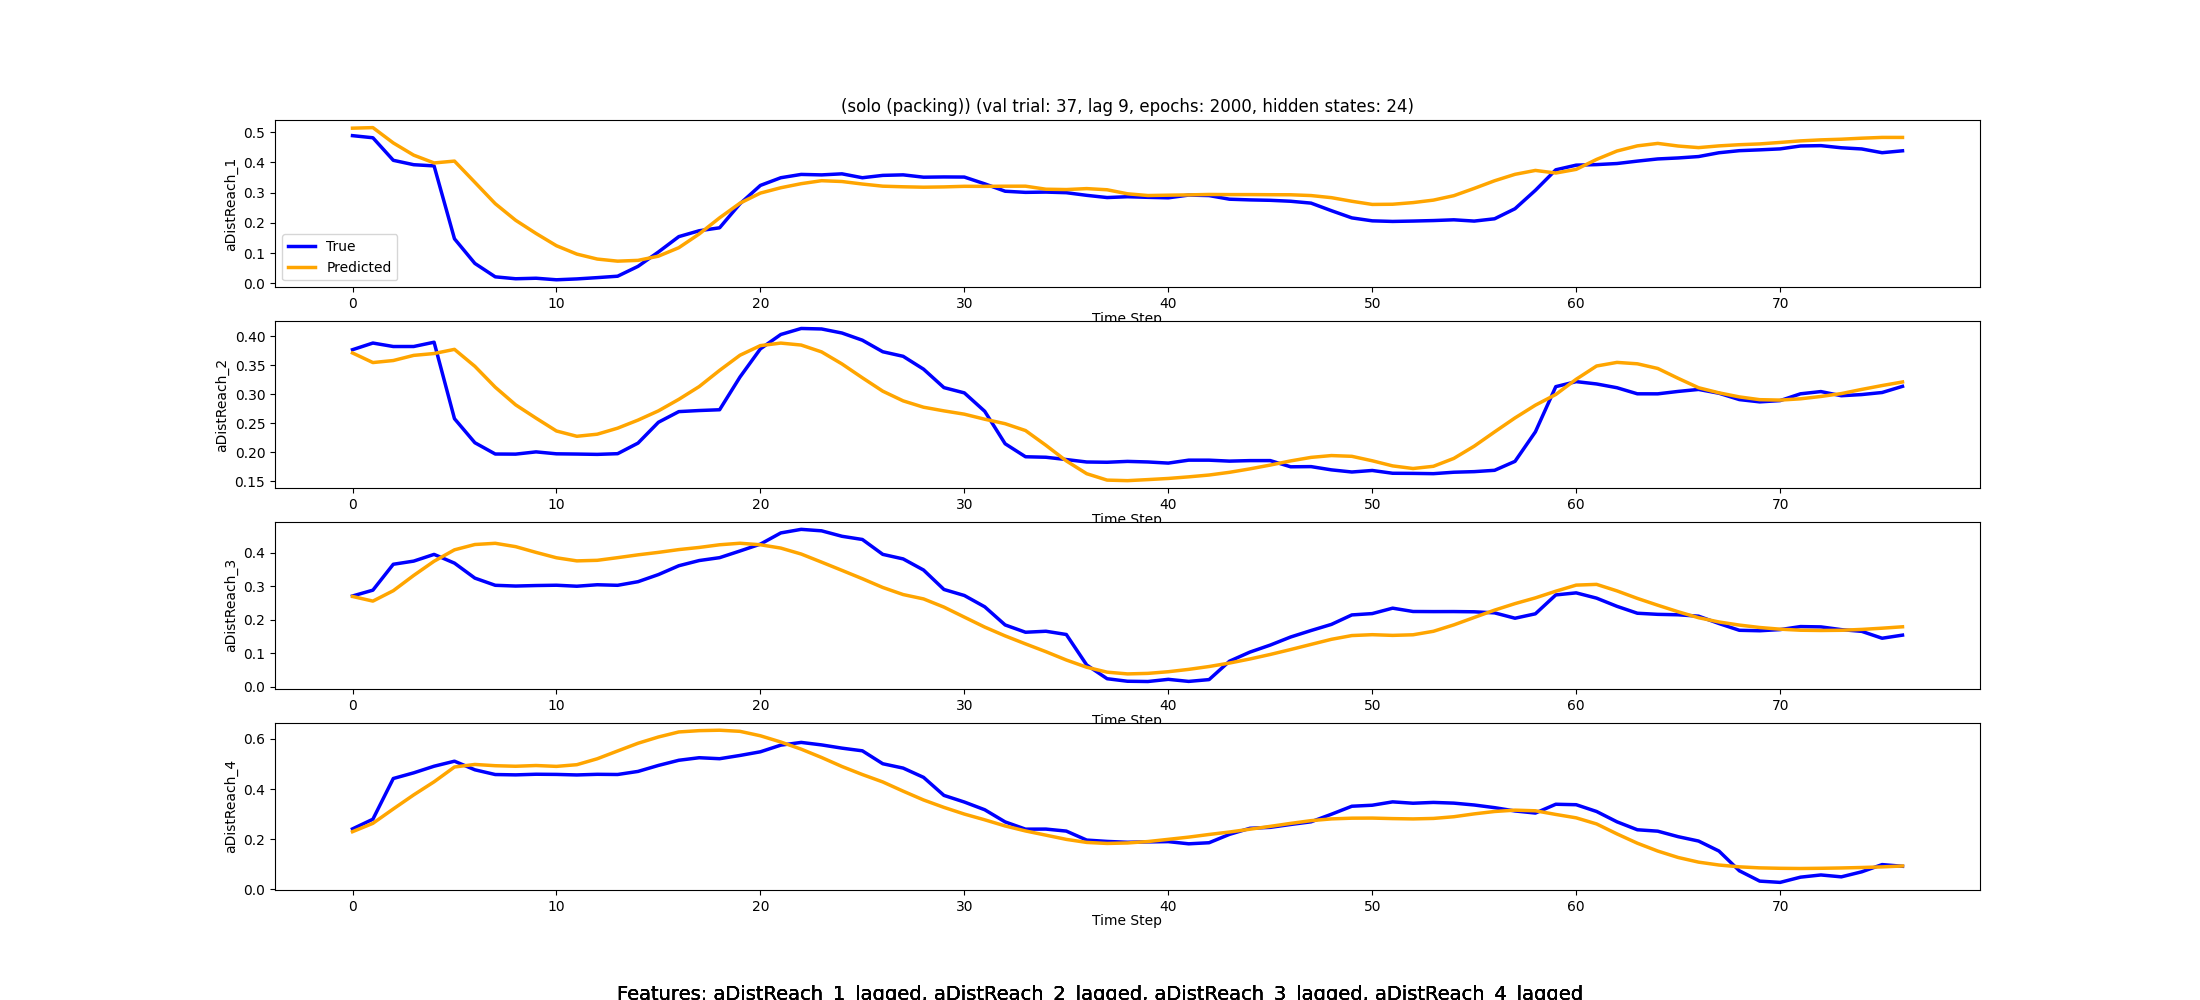 (solo (packing)) (val trial: 37, lag 9, epochs: 2000, hidden states: 24)
aDistReach_1
0.5
0.4
0.3
0.2
0.1
0.0
True
Predicted
0 10 20 30 40 50 60 70
Time Step
aDistReach_2
0.40
0.35
0.30
0.25
0.20
0.15
0 10 20 30 40 50 60 70
Time Step
aDistReach_3
0.4
0.3
0.2
0.1
0.0
0 10 20 30 40 50 60 70
Time Step
aDistReach_4
0.6
0.4
0.2
0.0
0 10 20 30 40 50 60 70
Time Step
Features: aDistReach_1_lagged, aDistReach_2_lagged, aDistReach_3_lagged, aDistReach_4_lagged